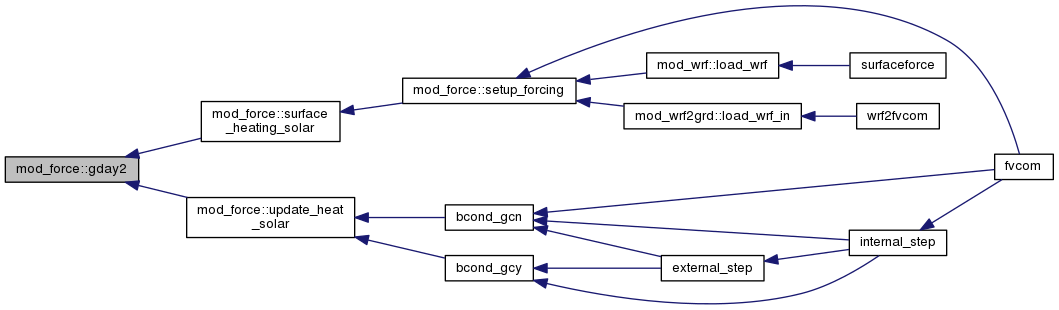 mod_force::gday2
mod_force::surface
_heating_solar
mod_force::update_heat
_solar
mod_force::setup_forcing
bcond_gcn
bcond_gcy
mod_wrf::load_wrf
mod_wrf2grd::load_wrf_in
external_step
surfaceforce
wrf2fvcom
internal_step
fvcom